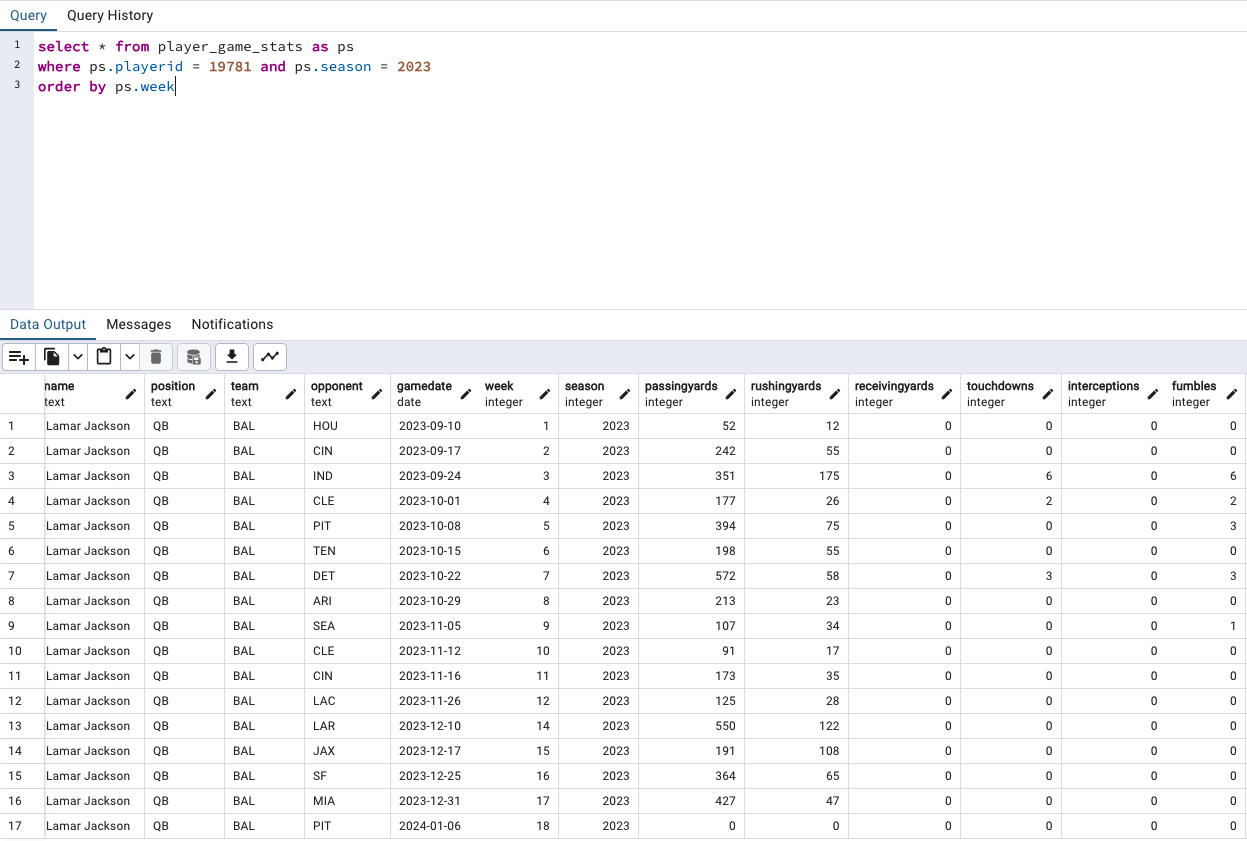 Query Query History
1 select * from player_game_stats as ps
2 where ps.playerid = 19781 and ps.season = 2023
3 order by ps.week
Data Output Messages Notifications
name position team opponent gamedate week season passingyards rushingyards receivingyards touchdowns interceptions fumbles
text text text text date integer integer integer integer integer integer integer integer
1 Lamar Jackson QB BAL HOU 2023-09-10 1 2023 52 12 0 0 0 0
2 Lamar Jackson QB BAL CIN 2023-09-17 2 2023 242 55 0 0 0 0
3 Lamar Jackson QB BAL IND 2023-09-24 3 2023 351 175 0 6 0 6
4 Lamar Jackson QB BAL CLE 2023-10-01 4 2023 177 26 0 2 0 2
5 Lamar Jackson QB BAL PIT 2023-10-08 5 2023 394 75 0 0 0 3
6 Lamar Jackson QB BAL TEN 2023-10-15 6 2023 198 55 0 0 0 0
7 Lamar Jackson QB BAL DET 2023-10-22 7 2023 572 58 0 3 0 3
8 Lamar Jackson QB BAL ARI 2023-10-29 8 2023 213 23 0 0 0 0
9 Lamar Jackson QB BAL SEA 2023-11-05 9 2023 107 34 0 0 0 1
10 Lamar Jackson QB BAL CLE 2023-11-12 10 2023 91 17 0 0 0 0
11 Lamar Jackson QB BAL CIN 2023-11-16 11 2023 173 35 0 0 0 0
12 Lamar Jackson QB BAL LAC 2023-11-26 12 2023 125 28 0 0 0 0
13 Lamar Jackson QB BAL LAR 2023-12-10 14 2023 550 122 0 0 0 0
14 Lamar Jackson QB BAL JAX 2023-12-17 15 2023 191 108 0 0 0 0
15 Lamar Jackson QB BAL SF 2023-12-25 16 2023 364 65 0 0 0 0
16 Lamar Jackson QB BAL MIA 2023-12-31 17 2023 427 47 0 0 0 0
17 Lamar Jackson QB BAL PIT 2024-01-06 18 2023 0 0 0 0 0 0